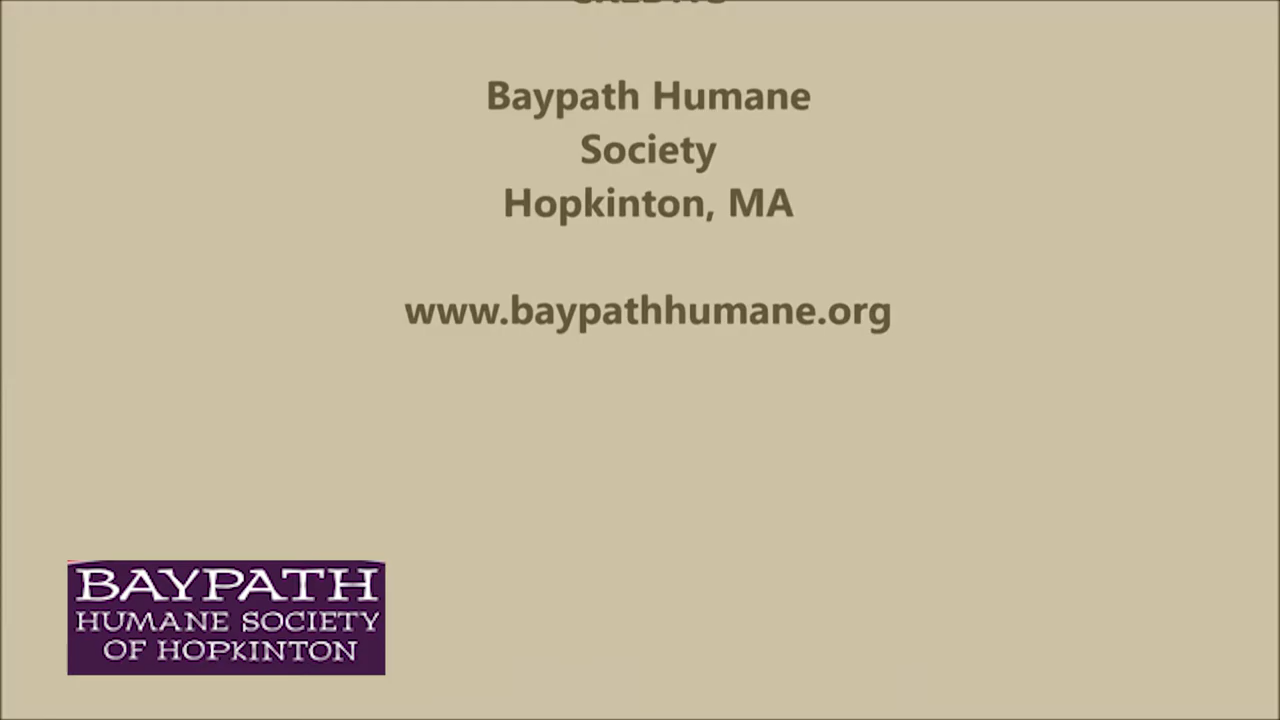 Baypath Humane
Society
Hopkinton, MA
www.baypathhumane.org
BAYPATH
HUMANE SOCIETY
OF HOPKINTON